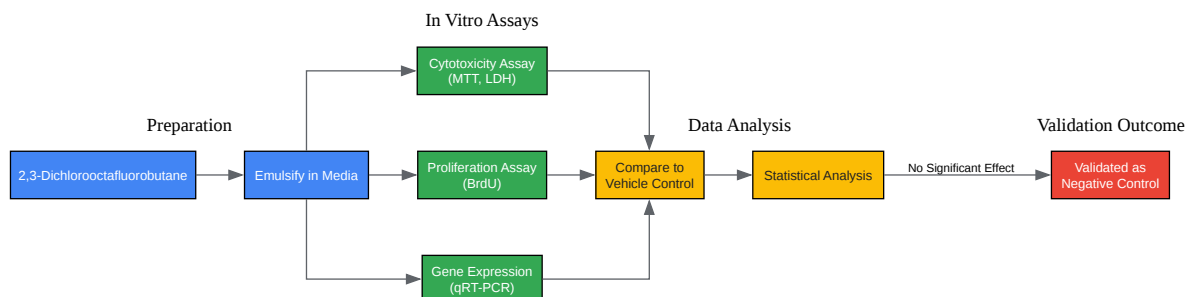 In Vitro Assays
Cytotoxicity Assay
(MTT, LDH)
Preparation
Data Analysis
Validation Outcome
2,3-Dichlorooctafluorobutane
Emulsify in Media
Proliferation Assay
(BrdU)
Compare to
Vehicle Control
Statistical Analysis
No Significant Effect
Validated as
Negative Control
Gene Expression
(qRT-PCR)